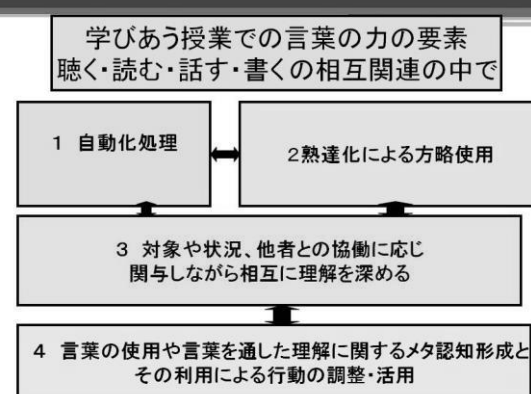 学びあう授業での言葉の力の要素
聴く・読む・話す・書くの相互関連の中で
1 自動化処理
2熟達化による方略使用
3 対象や状況、他者との協働に応じ
関与しながら相互に理解を深める
4 言葉の使用や言葉を通した理解に関するメタ認知形成と
その利用による行動の調整・活用